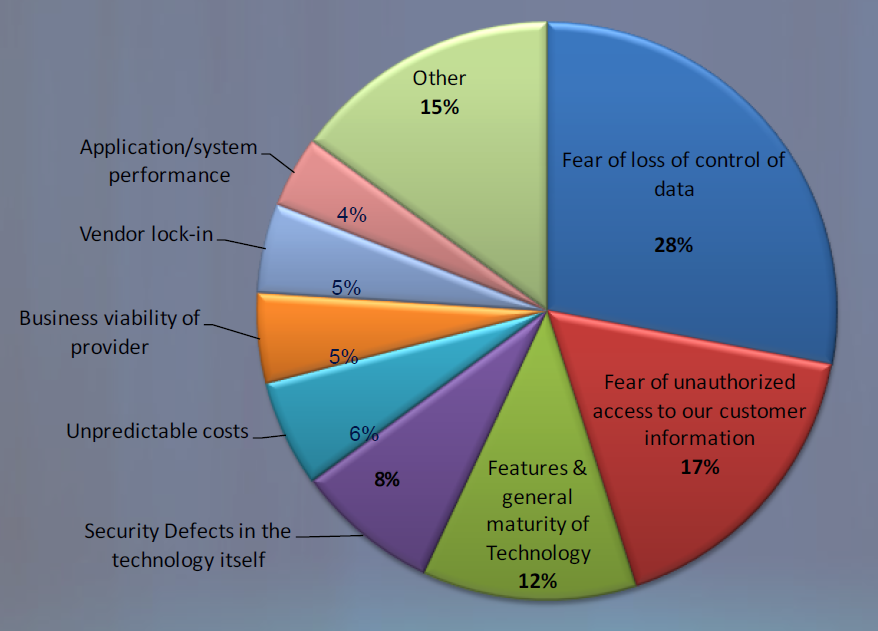 Other
15%
Fear of loss of control of
data
28%
Fear of unauthorized
access to our customer
information
17%
Features &
general
maturity of
Technology
12%
Security Defects in the
technology itself
8%
Unpredictable costs
6%
Business viability of
provider
5%
Vendor lock-in
5%
Application/system
performance
4%